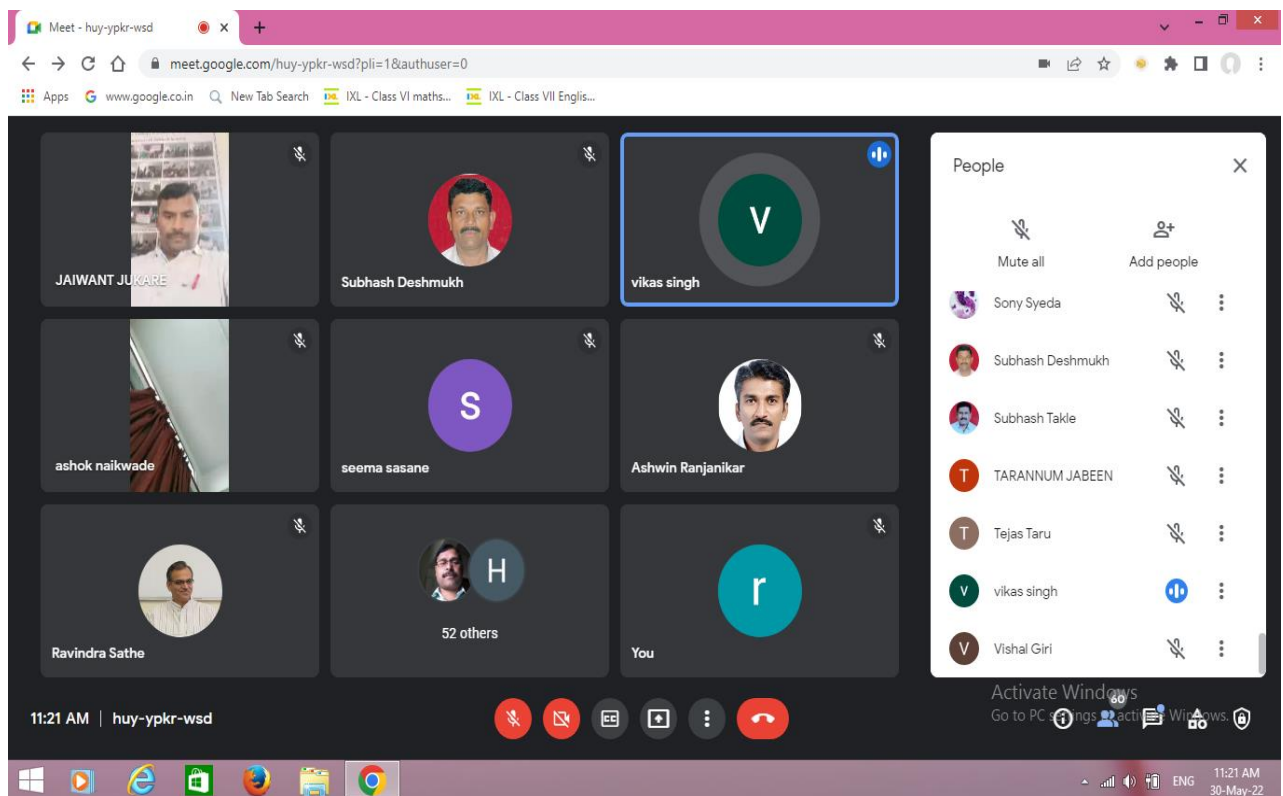 Meet - huy-ypkr-wsd
meet.google.com/huy-ypkr-wsd?pli=1&authuser=0
Apps G www.google.co.in New Tab Search IXL IXL - Class VI maths... IXL IXL - Class VII Englis...
JAIWANT JUKARE
Subhash Deshmukh
V
vikas singh
ashok naikwade
S
seema sasane
Ashwin Ranjanikar
Ravindra Sathe
H
52 others
r
You
People
Mute all
Add people
Sony Syeda
Subhash Deshmukh
Subhash Takle
T TARANNUM JABEEN
T Tejas Taru
V vikas singh
V Vishal Giri
11:21 AM | huy-ypkr-wsd
CC
Activate Windows
60
Go to PC settings to activate Windows.
ENG
11:21 AM
30-May-22